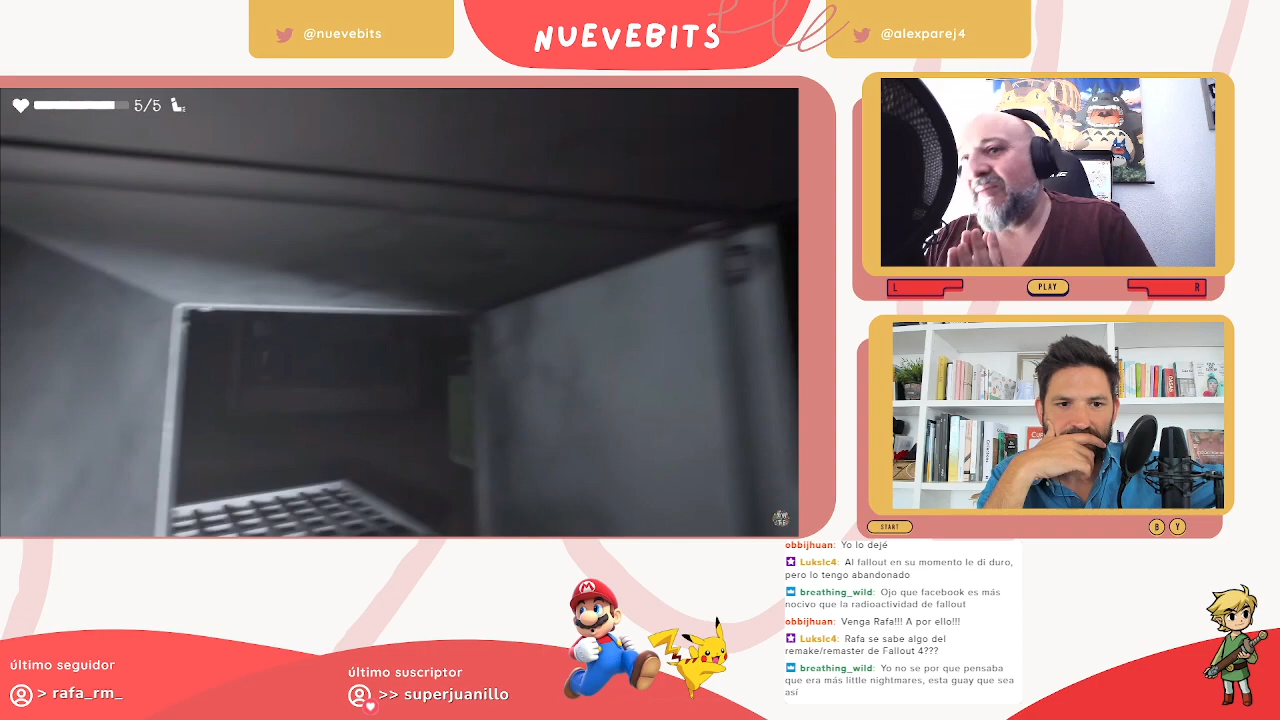 @nuevebits
NUEVEBITS
@alexparej4
5/5
L
PLAY
R
START
B
Y
obbijhuan: Yo lo dejé
Lukslc4: Al fallout en su momento le dí duro,
pero lo tengo abandonado
breathing_wild: Ojo que facebook es más
nocivo que la radioactividad de fallout
obbijhuan: Venga Rafa!!! A por ello!!!
Lukslc4: Rafa se sabe algo del
remake/remaster de Fallout 4???
breathing_wild: Yo no se por que pensaba
que era más little nightmares, esta guay que sea
así
último seguidor
> rafa_rm_
último suscriptor
>> superjuanillo